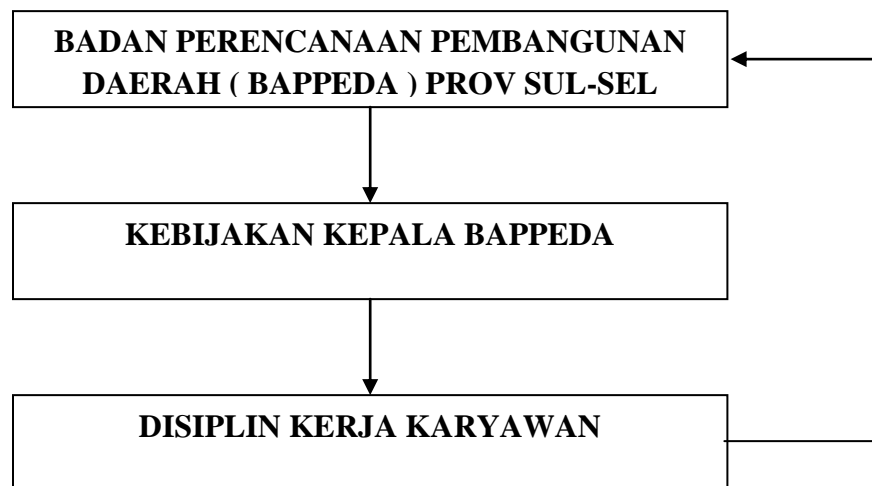 BADAN PERENCANAAN PEMBANGUNAN
DAERAH ( BAPPEDA ) PROV SUL-SEL
KEBIJAKAN KEPALA BAPPEDA
DISIPLIN KERJA KARYAWAN